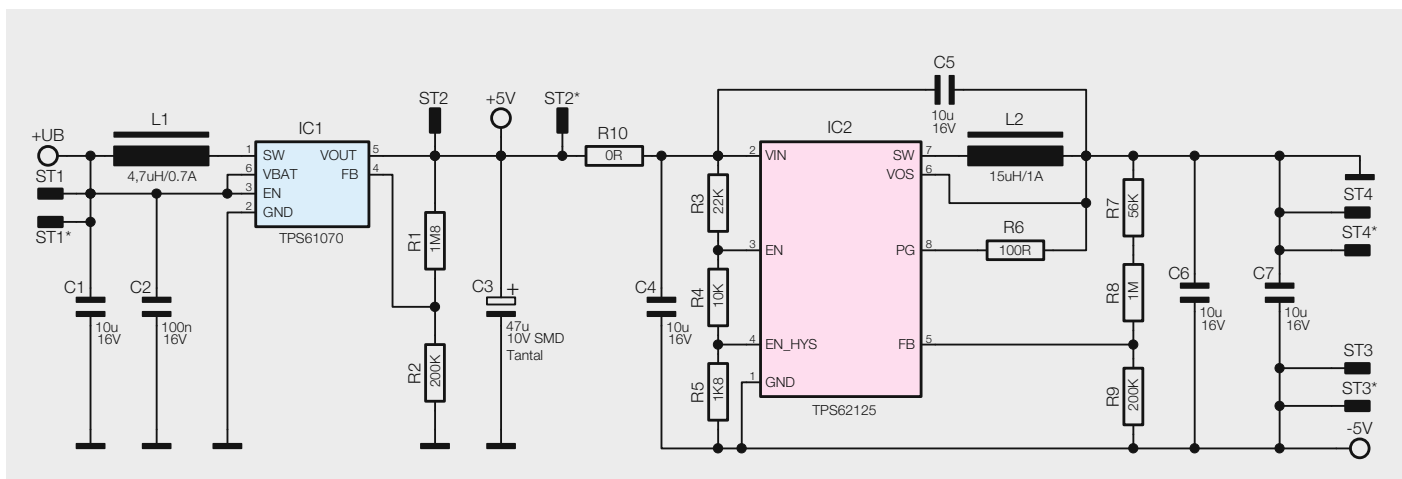 +UB
ST1
ST1*
L1
4,7uH/0.7A
IC1
1 SW VOUT 5
6 VBAT FB 4
3 EN
2 GND
TPS61070
C1
10u
16V
C2
100n
16V
R1
1M8
R2
200K
ST2
+5V
ST2*
C3
+
47u
10V SMD
Tantal
R10
0R
C4
10u
16V
R3
22K
R4
10K
R5
1K8
C5
10u
16V
IC2
2 VIN SW 7
VOS 6
3 EN PG 8
4 EN_HYS FB 5
1 GND
TPS62125
L2
15uH/1A
R6
100R
R7
56K
R8
1M
R9
200K
C6
10u
16V
C7
10u
16V
ST4
ST4*
ST3
ST3*
-5V